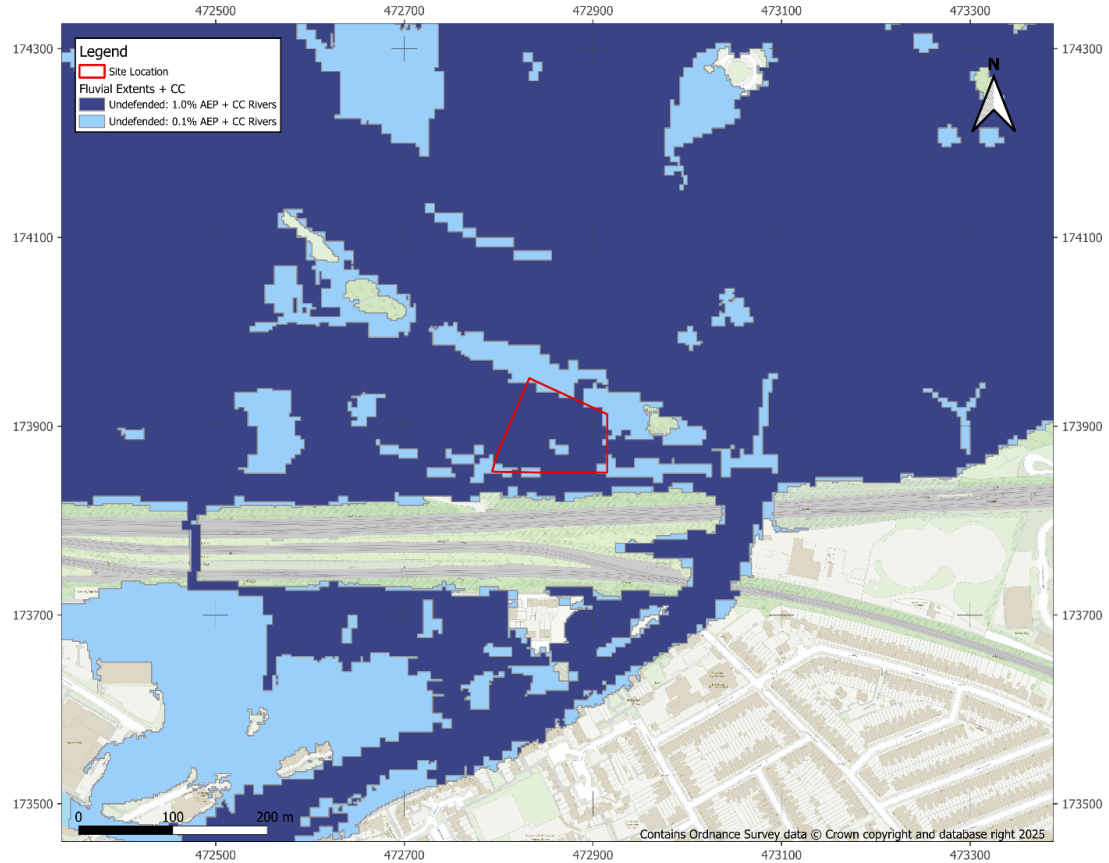 472500 472700 472900 473100 473300
174300 174300
Legend
Site Location
Fluvial Extents + CC
Undefended: 1.0% AEP + CC Rivers
Undefended: 0.1% AEP + CC Rivers
N
174100 174100
173900 173900
173700 173700
173500 173500
0 100 200 m
Contains Ordnance Survey data © Crown copyright and database right 2025
472500 472700 472900 473100 473300